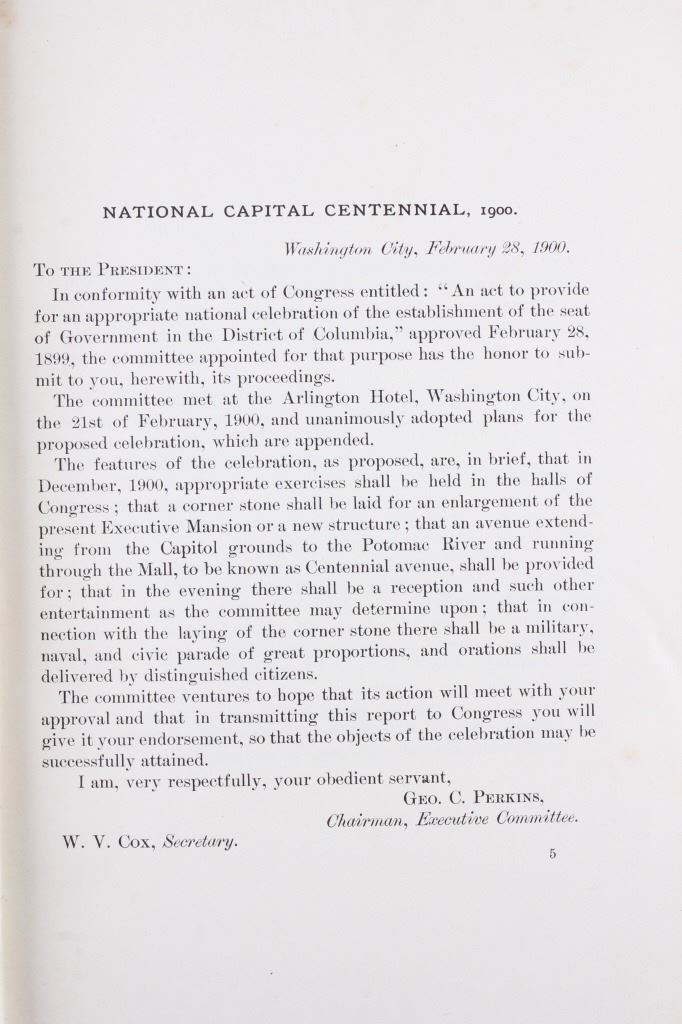 NATIONAL CAPITAL CENTENNIAL, 1900.
Washington City, February 28, 1900.
TO THE PRESIDENT:
In conformity with an act of Congress entitled: "An act to provide
for an appropriate national celebration of the establishment of the seat
of Government in the District of Columbia," approved February 28,
1899, the committee appointed for that purpose has the honor to sub-
mit to you, herewith, its proceedings.
The committee met at the Arlington Hotel, Washington City, on
the 21st of February, 1900, and unanimously adopted plans for the
proposed celebration, which are appended.
The features of the celebration, as proposed, are, in brief, that in
December, 1900, appropriate exercises shall be held in the halls of
Congress; that a corner stone shall be laid for an enlargement of the
present Executive Mansion or a new structure; that an avenue extend-
ing from the Capitol grounds to the Potomac River and running
through the Mall, to be known as Centennial avenue, shall be provided
for; that in the evening there shall be a reception and such other
entertainment as the committee may determine upon; that in con-
nection with the laying of the corner stone there shall be a military,
naval, and civic parade of great proportions, and orations shall be
delivered by distinguished citizens.
The committee ventures to hope that its action will meet with your
approval and that in transmitting this report to Congress you will
give it your endorsement, so that the objects of the celebration may be
successfully attained.
I am, very respectfully, your obedient servant,
GEO. C. PERKINS,
Chairman, Executive Committee.
W. V. COX, Secretary.
5